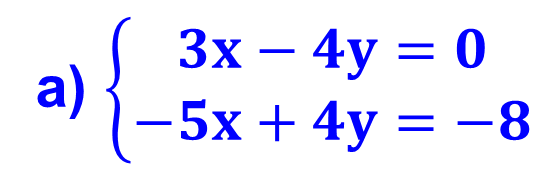 3x − 4y = 0
a)
−5x + 4y = −8